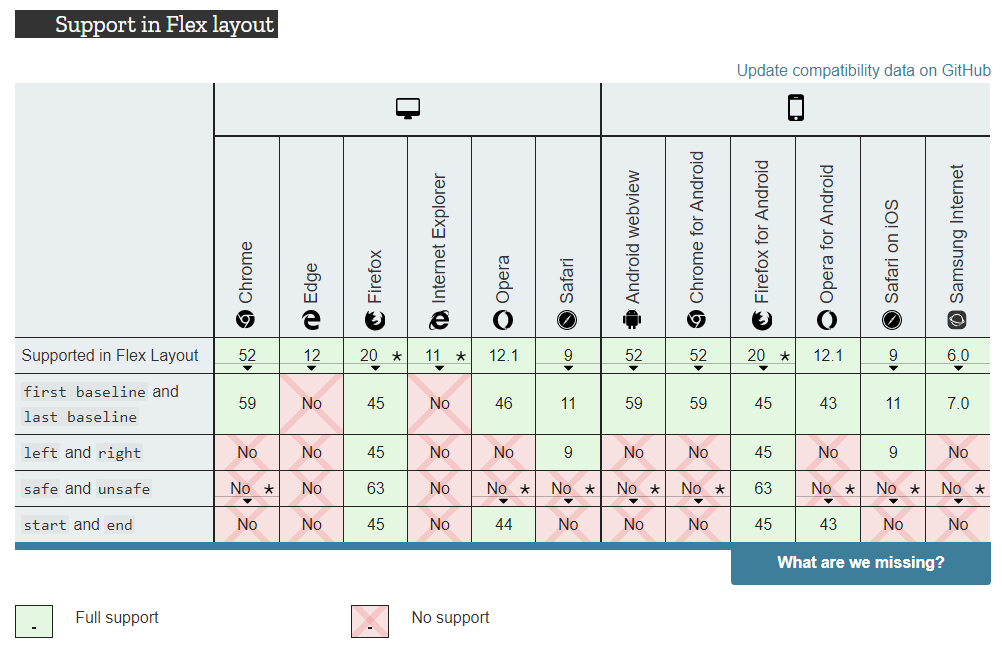 Support in Flex layout
Update compatibility data on GitHub
Chrome
Edge
Firefox
Internet Explorer
Opera
Safari
Android webview
Chrome for Android
Firefox for Android
Opera for Android
Safari on iOS
Samsung Internet
Supported in Flex Layout 52 12 20 * 11 * 12.1 9 52 52 20 * 12.1 9 6.0
first baseline and
last baseline 59 No 45 No 46 11 59 59 45 43 11 7.0
left and right No No 45 No No 9 No No 45 No 9 No
safe and unsafe No * No 63 No No * No * No * No * 63 No * No * No *
start and end No No 45 No 44 No No No 45 43 No No
What are we missing?
- Full support
- No support